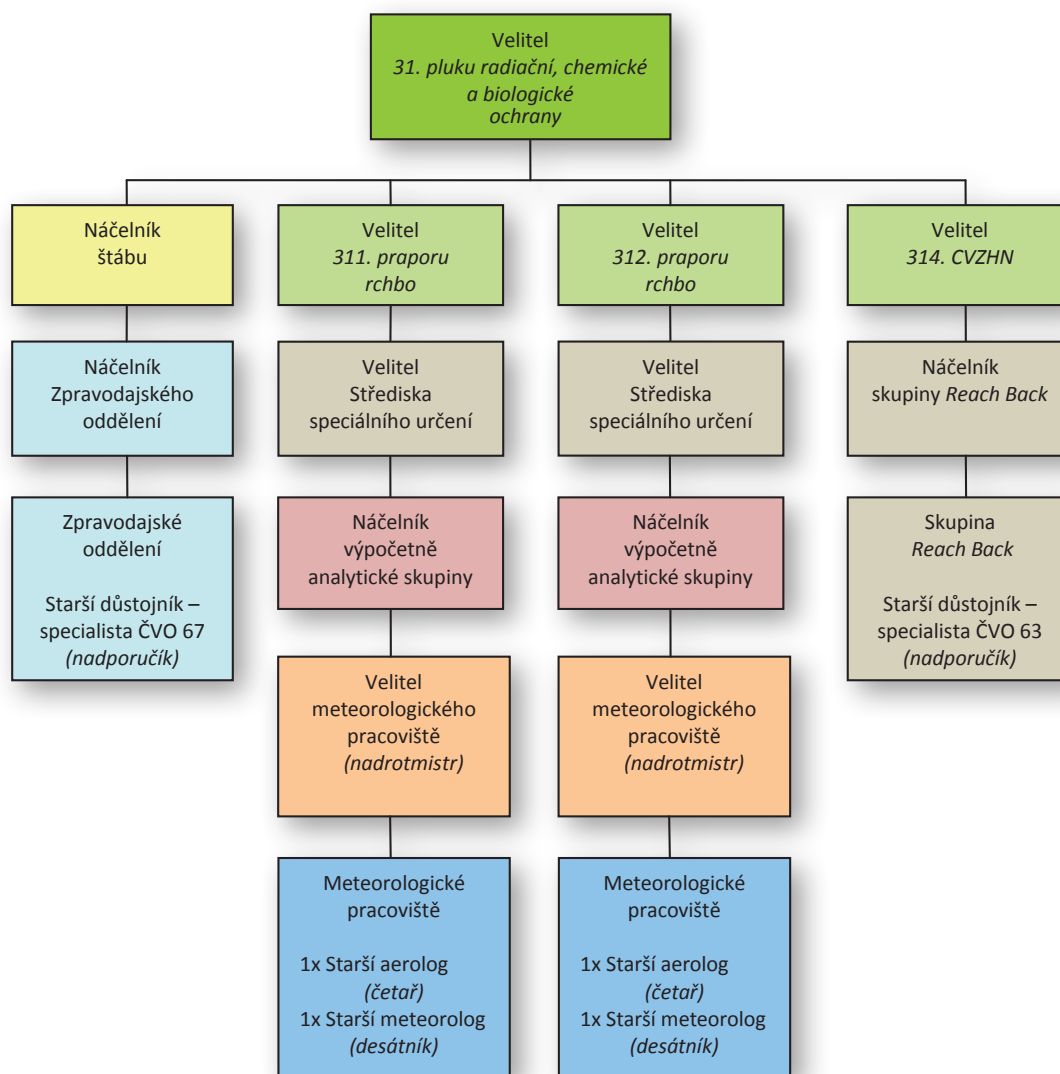 Velitel
31. pluku radiační, chemické
a biologické
ochrany
Náčelník
štábu
Velitel
311. praporu
rchbo
Velitel
312. praporu
rchbo
Velitel
314. CVZHN
Náčelník
Zpravodajského
oddělení
Velitel
Střediska
speciálního určení
Velitel
Střediska
speciálního určení
Náčelník
skupiny Reach Back
Zpravodajské
oddělení
Starší důstojník –
specialista ČVO 67
(nadporučík)
Náčelník
výpočetně
analytické skupiny
Náčelník
výpočetně
analytické skupiny
Skupina
Reach Back
Starší důstojník –
specialista ČVO 63
(nadporučík)
Velitel
meteorologického
pracoviště
(nadrotmistr)
Velitel
meteorologického
pracoviště
(nadrotmistr)
Meteorologické
pracoviště
1x Starší aerolog
(četař)
1x Starší meteorolog
(desátník)
Meteorologické
pracoviště
1x Starší aerolog
(četař)
1x Starší meteorolog
(desátník)